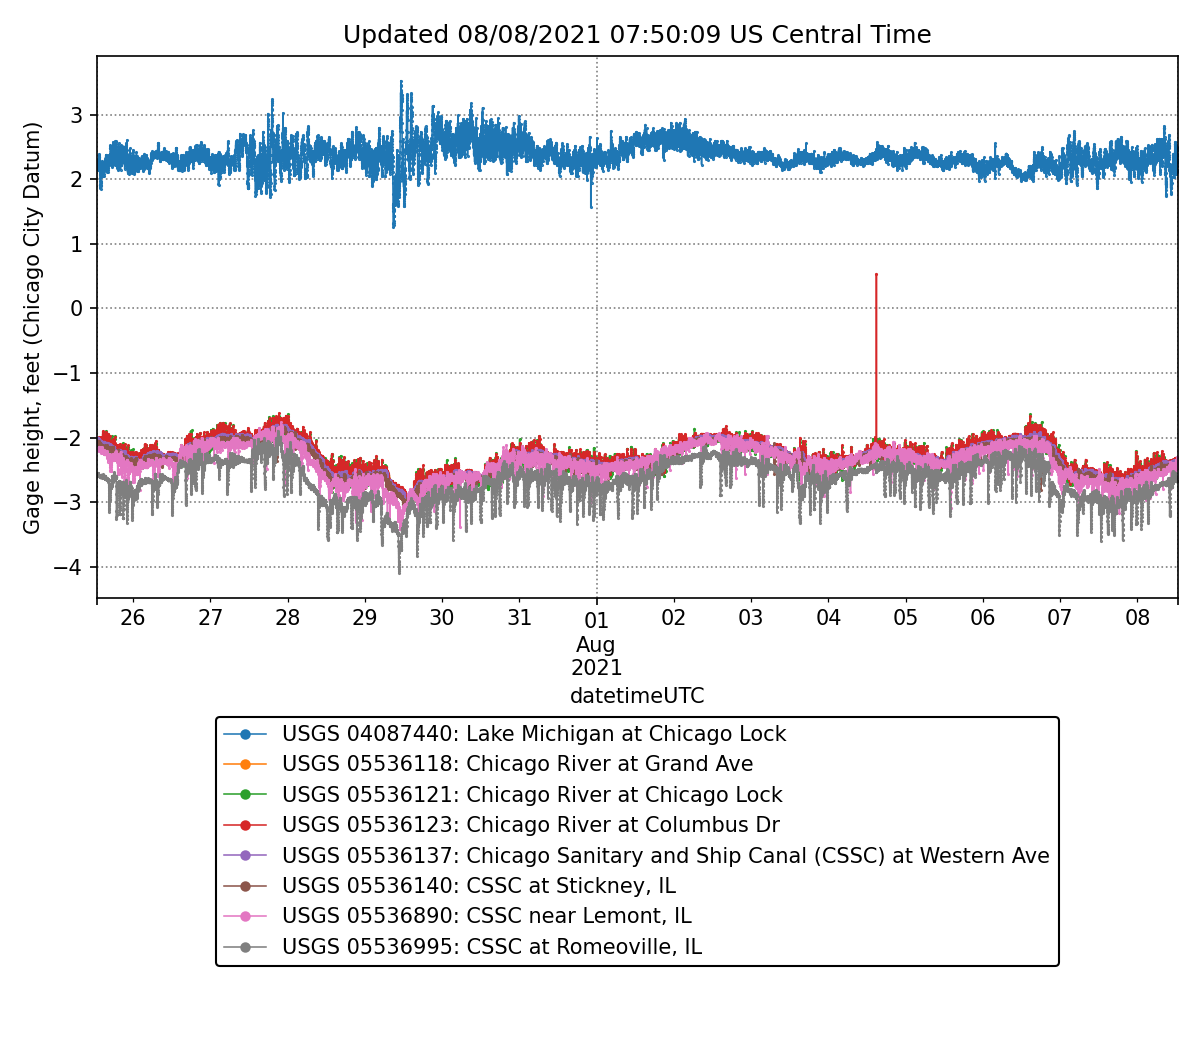 Updated 08/08/2021 07:50:09 US Central Time
Gage height, feet (Chicago City Datum)
3
2
1
0
−1
−2
−3
−4
26 27 28 29 30 31 01 02 03 04 05 06 07 08
Aug
2021
datetimeUTC
USGS 04087440: Lake Michigan at Chicago Lock
USGS 05536118: Chicago River at Grand Ave
USGS 05536121: Chicago River at Chicago Lock
USGS 05536123: Chicago River at Columbus Dr
USGS 05536137: Chicago Sanitary and Ship Canal (CSSC) at Western Ave
USGS 05536140: CSSC at Stickney, IL
USGS 05536890: CSSC near Lemont, IL
USGS 05536995: CSSC at Romeoville, IL